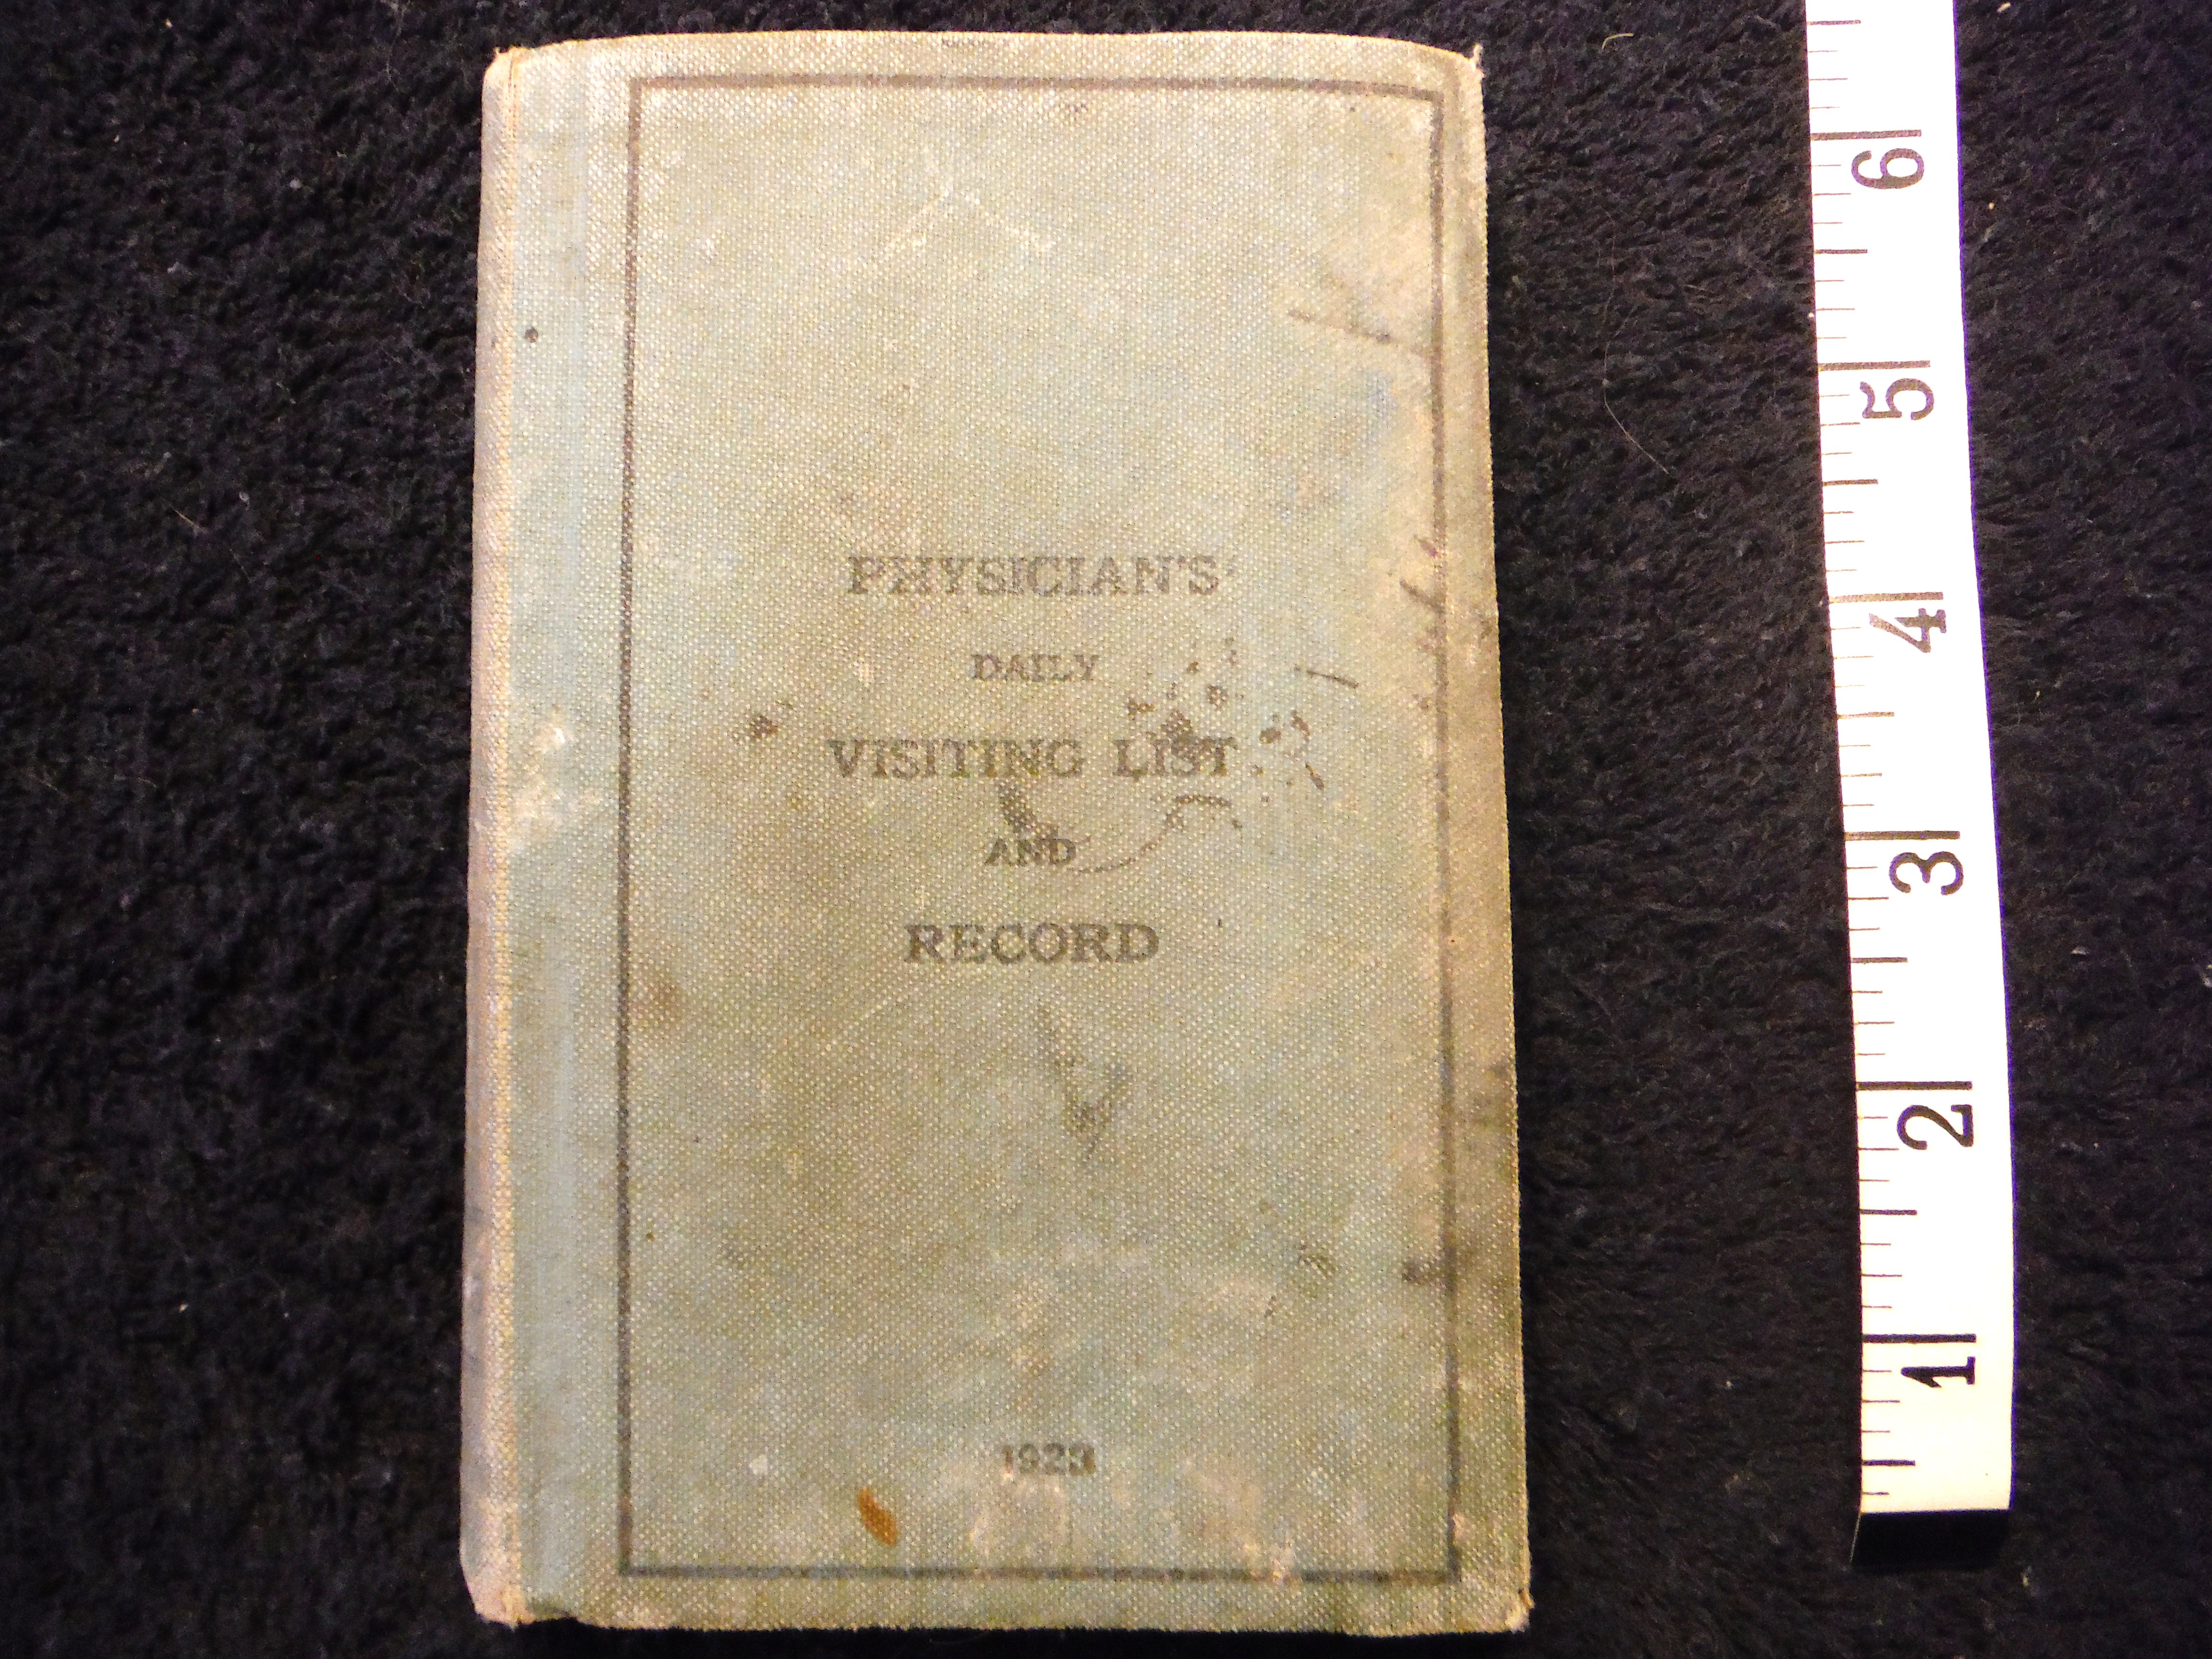 PHYSICIAN'S
DAILY
VISITING LIST
AND
RECORD
1923
6
5
4
3
2
1